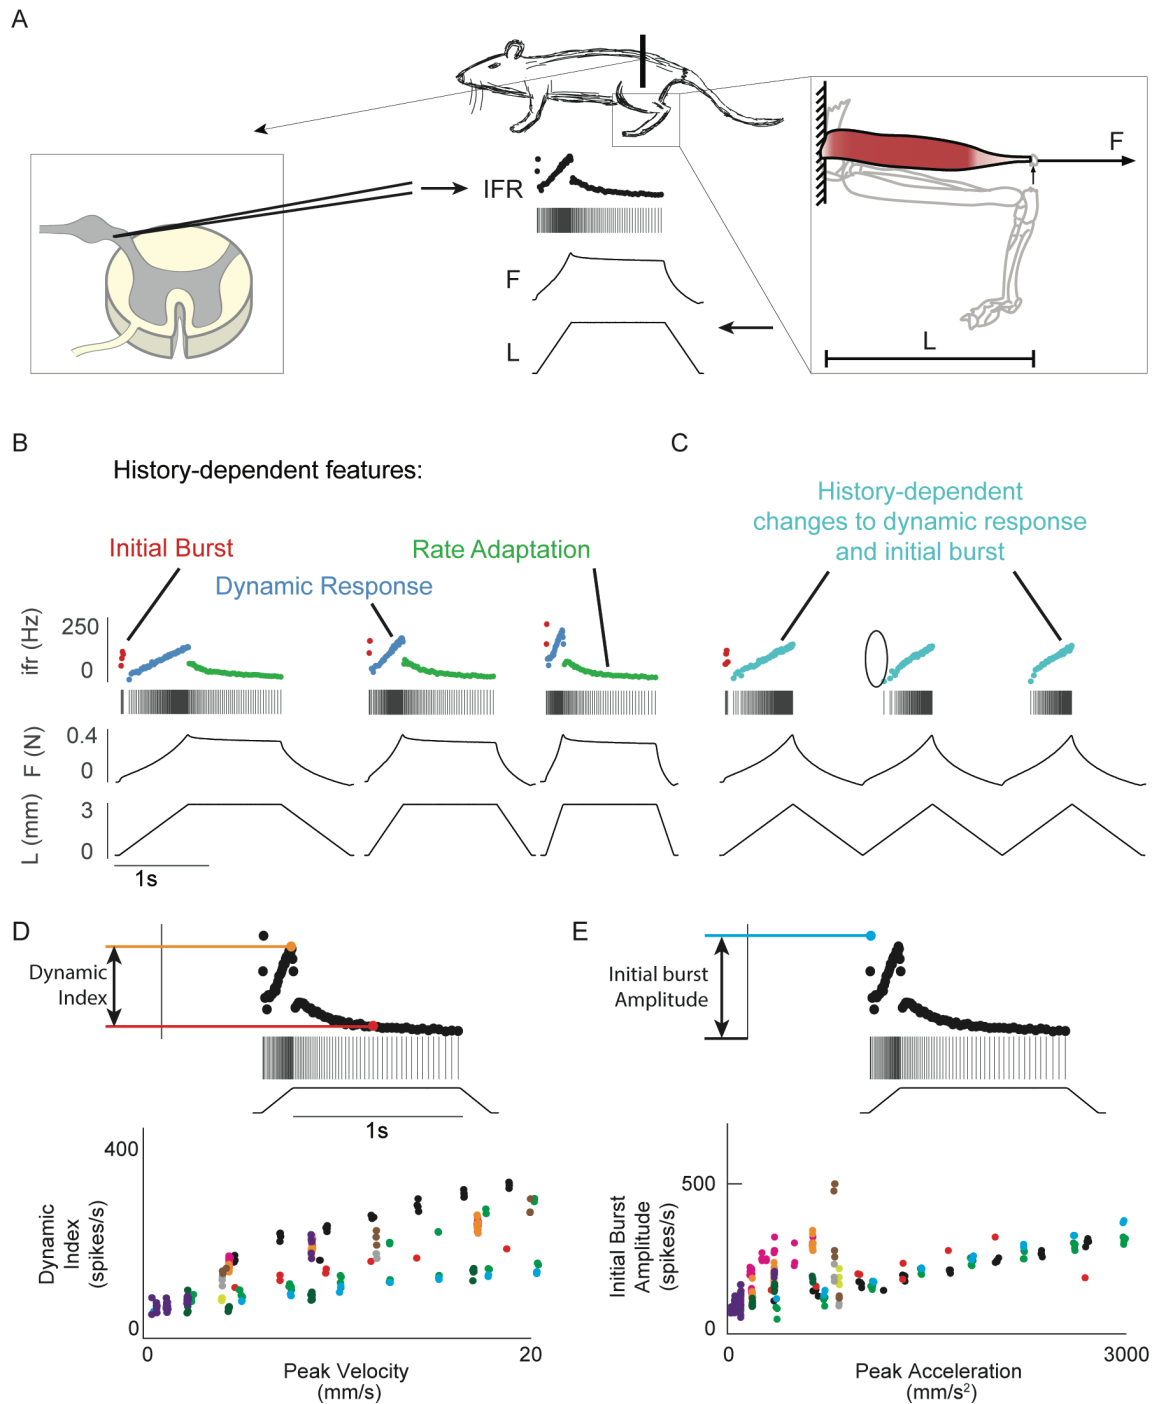 A
F
IFR
F
L
L
B
C
History-dependent features:
History-dependent
changes to dynamic response
and initial burst
Initial Burst
Rate Adaptation
Dynamic Response
ifr (Hz)
250
0
F (N)
0.4
0
L (mm)
3
0
1s
D
E
Dynamic
Index
Initial burst
Amplitude
1s
Dynamic
Index
(spikes/s)
400
0
0
20
Peak Velocity
(mm/s)
Initial Burst
Amplitude
(spikes/s)
500
0
0
3000
Peak Acceleration
(mm/s²)